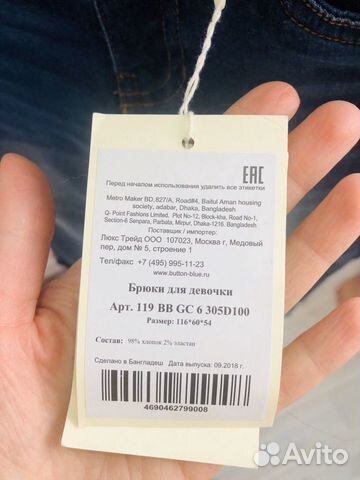 EAC
Перед началом использования удалить все этикетки
Metro Maker BD,827/A, Road#4, Baitul Aman housing
society, adabar, Dhaka, Bangladesh
Q- Point Fashions Limited. Plot No-12, Block-kha, Road No-1,
Section-6 Senpara, Parbata, Mirpur, Dhaka-1216. Bangladesh
Поставщик / импортер:
Люкс Трейд ООО 107023, Москва г, Медовый
пер, дом № 5, строение 1
Тел/факс +7 (495) 995-11-23
www.button-blue.ru
Брюки для девочки
Арт. 119 BB GC 6 305D100
Размер: 116*60*54
Состав: 98% хлопок 2% эластан
Сделано в Бангладеш Дата выпуска: 09.2018 г.
4690462799008
Avito